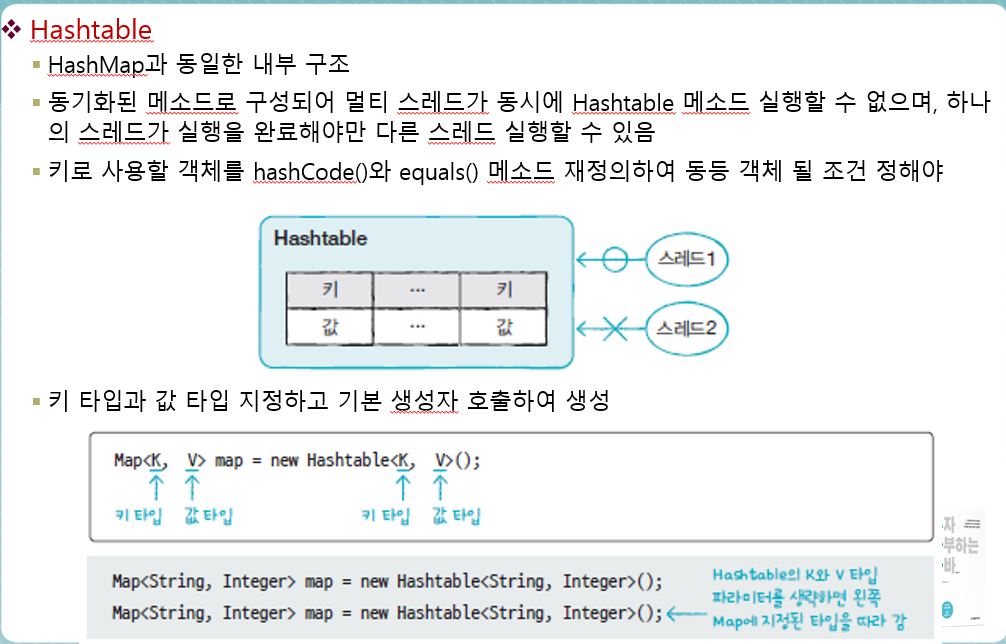 Hashtable
HashMap과 동일한 내부 구조
동기화된 메소드로 구성되어 멀티 스레드가 동시에 Hashtable 메소드 실행할 수 없으며, 하나
의 스레드가 실행을 완료해야만 다른 스레드 실행할 수 있음
키로 사용할 객체를 hashCode()와 equals() 메소드 재정의하여 동등 객체 될 조건 정해야
Hashtable
키 ... 키
값 ... 값
스레드1
스레드2
키 타입과 값 타입 지정하고 기본 생성자 호출하여 생성
Map<K, V> map = new Hashtable<K, V>();
키 타입 값 타입 키 타입 값 타입
Map<String, Integer> map = new Hashtable<String, Integer>();
Map<String, Integer> map = new Hashtable<String, Integer>();
Hashtable의 K와 V 타입
파라미터를 생략하면 왼쪽
Map에 지정된 타입을 따라 감
자
부하는
바